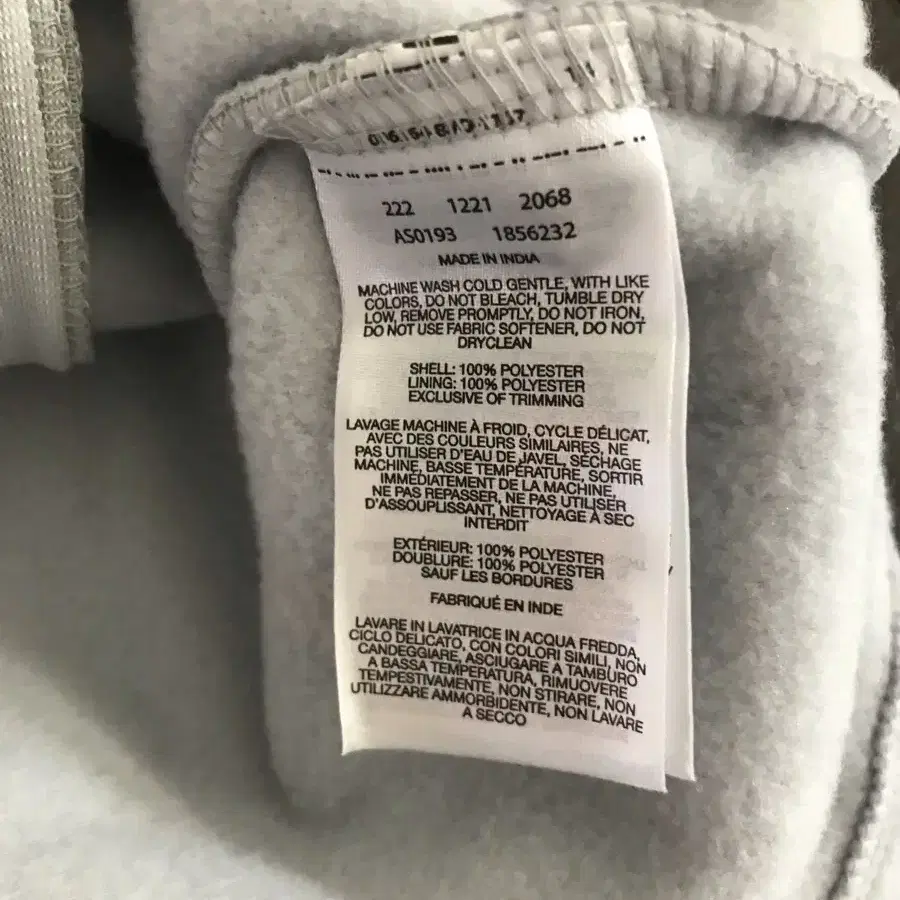 222 1221 2068
AS0193 1856232
MADE IN INDIA
MACHINE WASH COLD GENTLE, WITH LIKE
COLORS, DO NOT BLEACH, TUMBLE DRY
LOW, REMOVE PROMPTLY, DO NOT IRON,
DO NOT USE FABRIC SOFTENER, DO NOT
DRYCLEAN
SHELL: 100% POLYESTER
LINING: 100% POLYESTER
EXCLUSIVE OF TRIMMING
LAVAGE MACHINE À FROID, CYCLE DÉLICAT,
AVEC DES COULEURS SIMILAIRES, NE
PAS UTILISER D'EAU DE JAVEL, SÉCHAGE
MACHINE, BASSE TEMPÉRATURE, SORTIR
IMMÉDIATEMENT DE LA MACHINE,
NE PAS REPASSER, NE PAS UTILISER
D'ASSOUPLISSANT, NETTOYAGE À SEC
INTERDIT
EXTÉRIEUR: 100% POLYESTER
DOUBLURE: 100% POLYESTER
SAUF LES BORDURES
FABRIQUÉ EN INDE
LAVARE IN LAVATRICE IN ACQUA FREDDA,
CICLO DELICATO, CON COLORI SIMILI, NON
CANDEGGIARE, ASCIUGARE A TAMBURO
A BASSA TEMPERATURA, RIMUOVERE
TEMPESTIVAMENTE, NON STIRARE, NON
UTILIZZARE AMMORBIDENTE, NON LAVARE
A SECCO